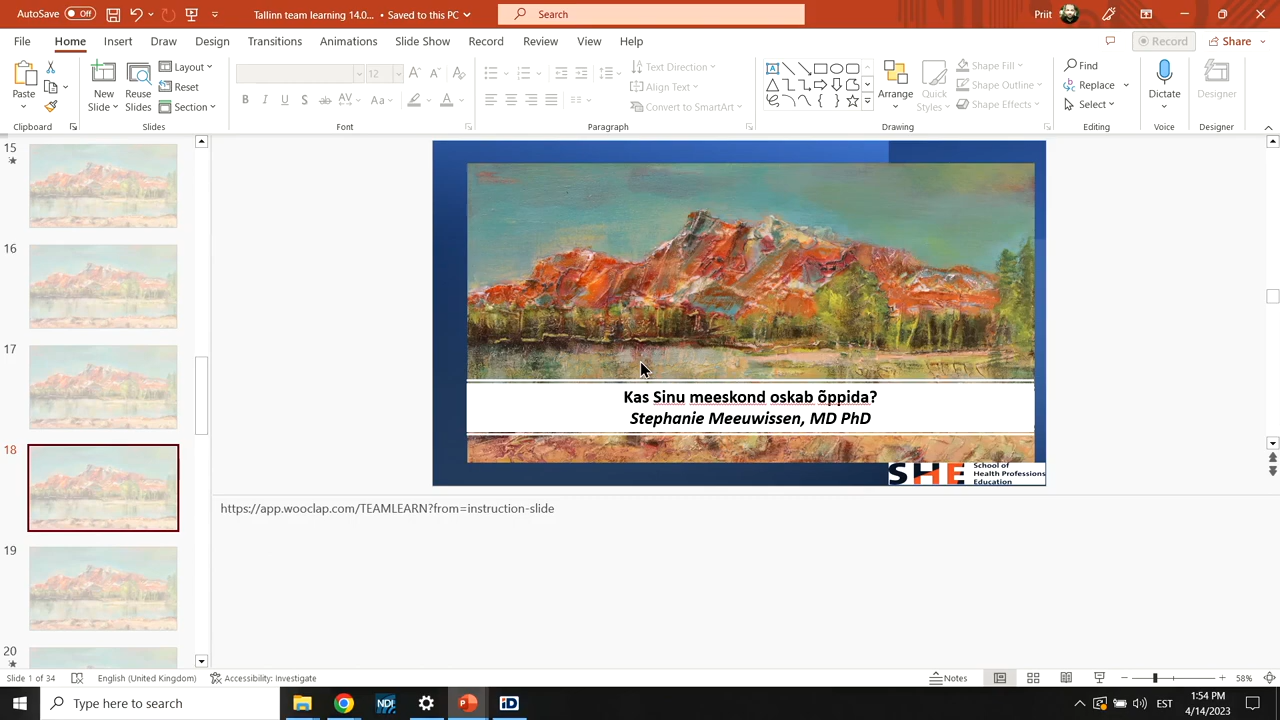 AutoSave Off Tallinn team learning 14.0... • Saved to this PC Search Priit
File Home Insert Draw Design Transitions Animations Slide Show Record Review View Help Record Share
Paste New Slide Reuse Slides Layout Reset Section 12 B I U S ab AV Aa A Text Direction Align Text Convert to SmartArt Arrange Quick Styles Shape Fill Shape Outline Shape Effects Find Replace Select Dictate Design Ideas
Clipboard Slides Font Paragraph Drawing Editing Voice Designer
15
16
17
18
19
20
Kas Sinu meeskond oskab õppida?
Stephanie Meeuwissen, MD PhD
SHE School of
Health Professions
Education
https://app.wooclap.com/TEAMLEARN?from=instruction-slide
Slide 1 of 34 English (United Kingdom) Accessibility: Investigate Notes 58%
Type here to search EST 1:54 PM
4/14/2023